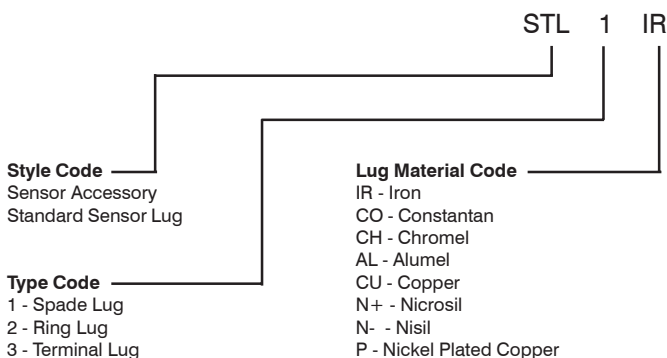 STL 1 IR
Style Code
Sensor Accessory
Standard Sensor Lug
Type Code
1 - Spade Lug
2 - Ring Lug
3 - Terminal Lug
Lug Material Code
IR - Iron
CO - Constantan
CH - Chromel
AL - Alumel
CU - Copper
N+ - Nicrosil
N- - Nisil
P - Nickel Plated Copper